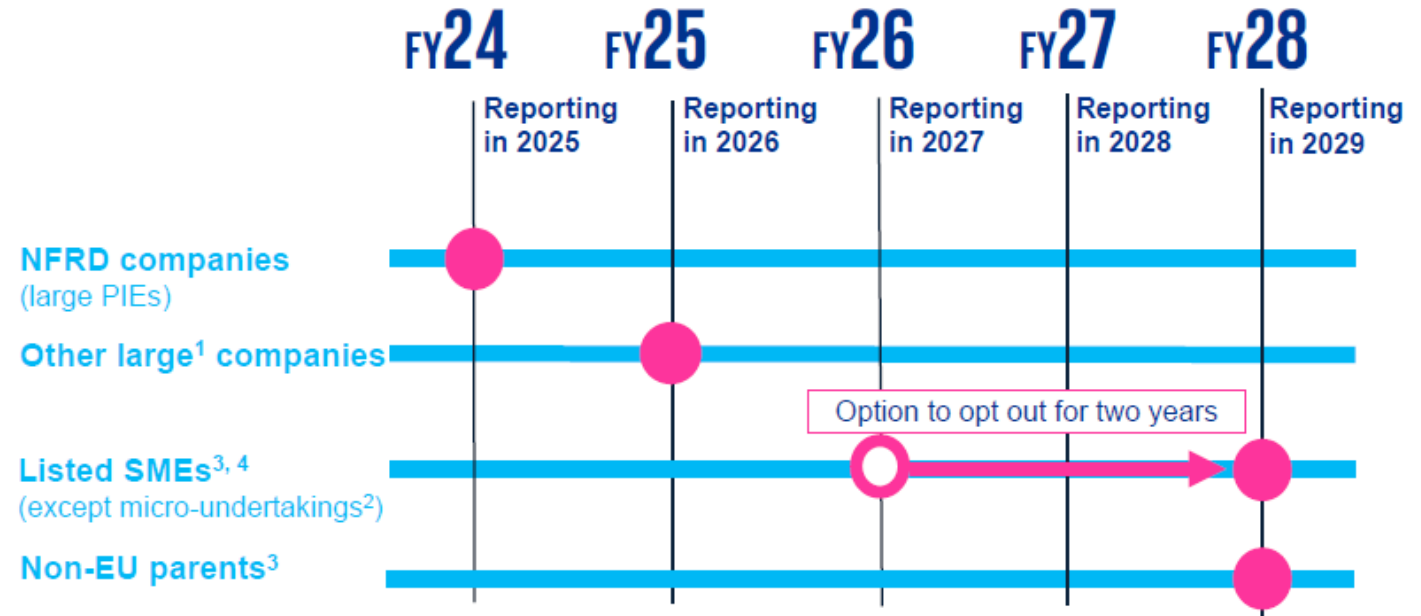 FY24 FY25 FY26 FY27 FY28
Reporting in 2025
Reporting in 2026
Reporting in 2027
Reporting in 2028
Reporting in 2029
NFRD companies
(large PIEs)
Other large¹ companies
Option to opt out for two years
Listed SMEs³, ⁴
(except micro-undertakings²)
Non-EU parents³